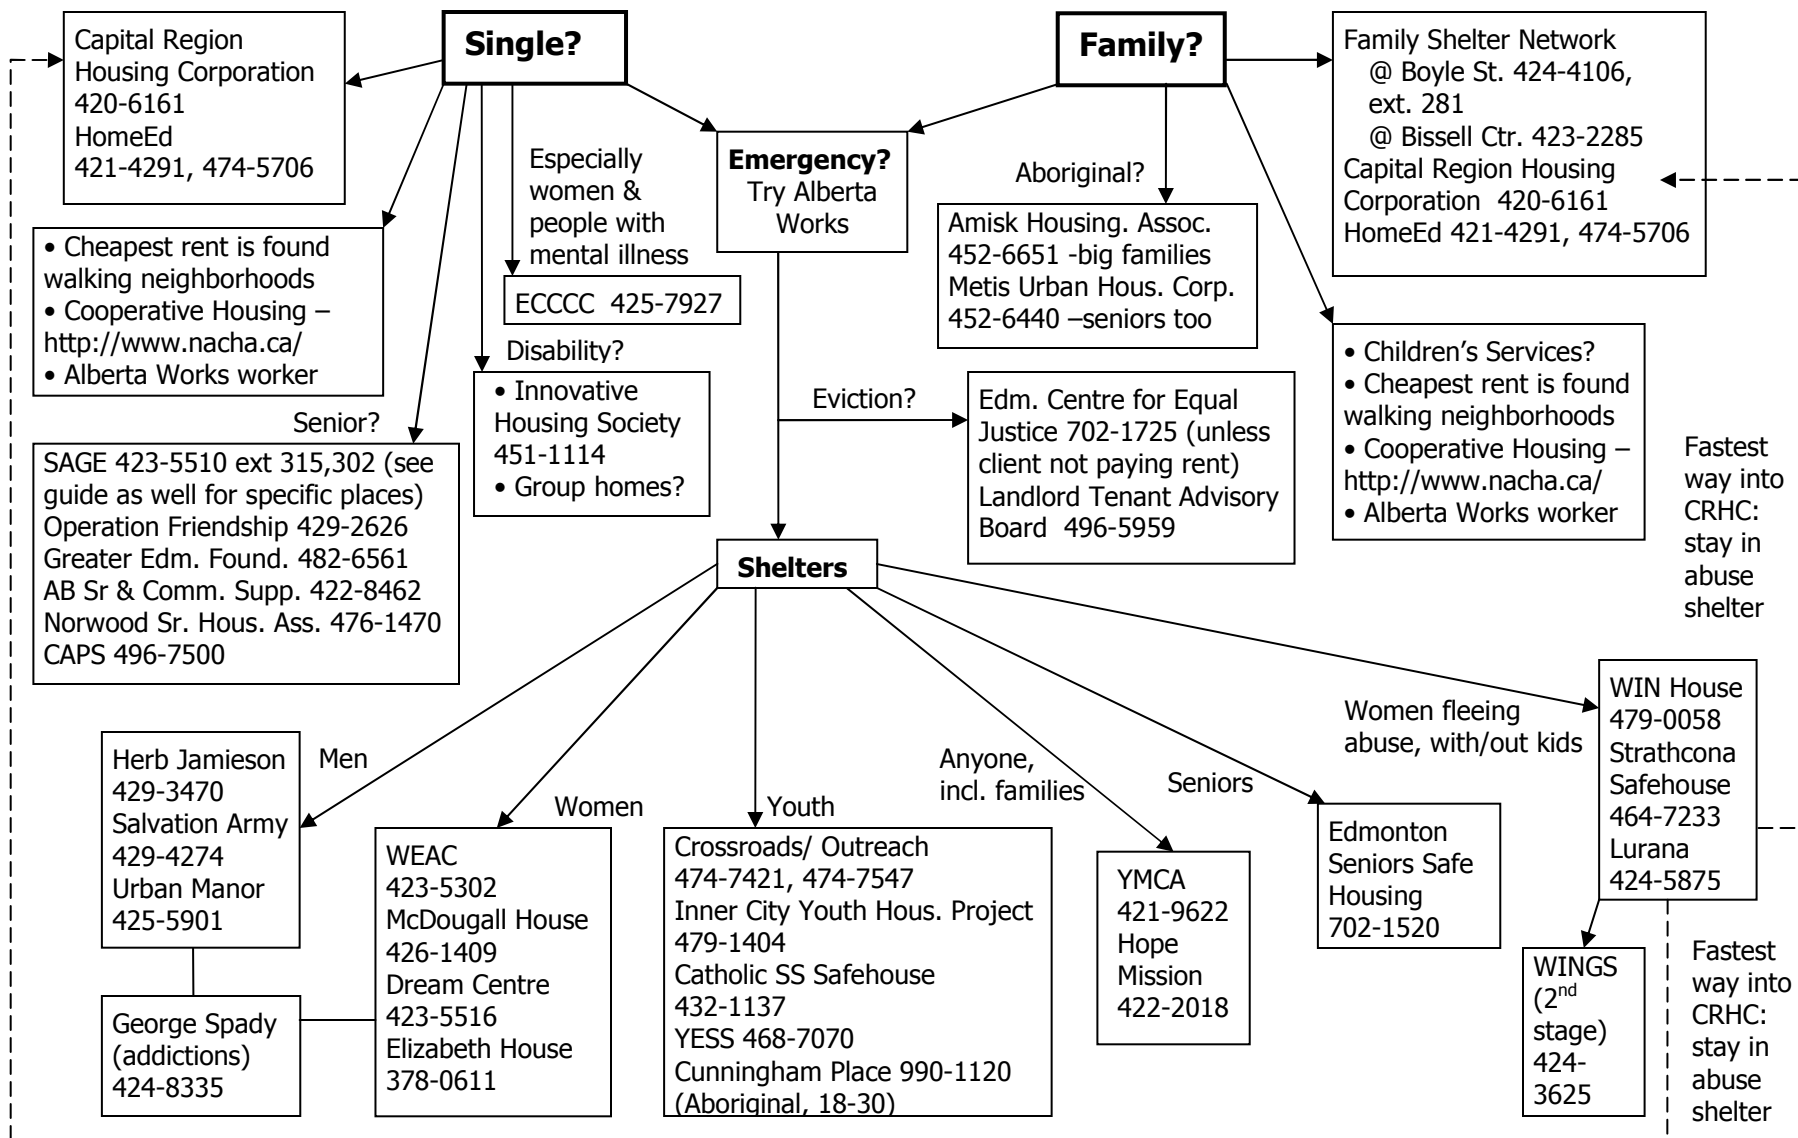 Capital Region
Housing Corporation
420-6161
HomeEd
421-4291, 474-5706
Single?
Family?
Family Shelter Network
@ Boyle St. 424-4106,
ext. 281
@ Bissell Ctr. 423-2285
Capital Region Housing
Corporation 420-6161
HomeEd 421-4291, 474-5706
Emergency?
Try Alberta
Works
Especially
women &
people with
mental illness
ECCCC 425-7927
Aboriginal?
Amisk Housing. Assoc.
452-6651 -big families
Metis Urban Hous. Corp.
452-6440 –seniors too
• Cheapest rent is found
walking neighborhoods
• Cooperative Housing –
http://www.nacha.ca/
• Alberta Works worker
Disability?
• Innovative
Housing Society
451-1114
• Group homes?
Eviction?
Edm. Centre for Equal
Justice 702-1725 (unless
client not paying rent)
Landlord Tenant Advisory
Board 496-5959
• Children’s Services?
• Cheapest rent is found
walking neighborhoods
• Cooperative Housing –
http://www.nacha.ca/
• Alberta Works worker
Senior?
SAGE 423-5510 ext 315,302 (see
guide as well for specific places)
Operation Friendship 429-2626
Greater Edm. Found. 482-6561
AB Sr & Comm. Supp. 422-8462
Norwood Sr. Hous. Ass. 476-1470
CAPS 496-7500
Fastest
way into
CRHC:
stay in
abuse
shelter
Shelters
Men
Herb Jamieson
429-3470
Salvation Army
429-4274
Urban Manor
425-5901
George Spady
(addictions)
424-8335
Women
WEAC
423-5302
McDougall House
426-1409
Dream Centre
423-5516
Elizabeth House
378-0611
Youth
Crossroads/ Outreach
474-7421, 474-7547
Inner City Youth Hous. Project
479-1404
Catholic SS Safehouse
432-1137
YESS 468-7070
Cunningham Place 990-1120
(Aboriginal, 18-30)
Anyone,
incl. families
YMCA
421-9622
Hope
Mission
422-2018
Seniors
Edmonton
Seniors Safe
Housing
702-1520
Women fleeing
abuse, with/out kids
WIN House
479-0058
Strathcona
Safehouse
464-7233
Lurana
424-5875
WINGS
(2nd
stage)
424-
3625
Fastest
way into
CRHC:
stay in
abuse
shelter